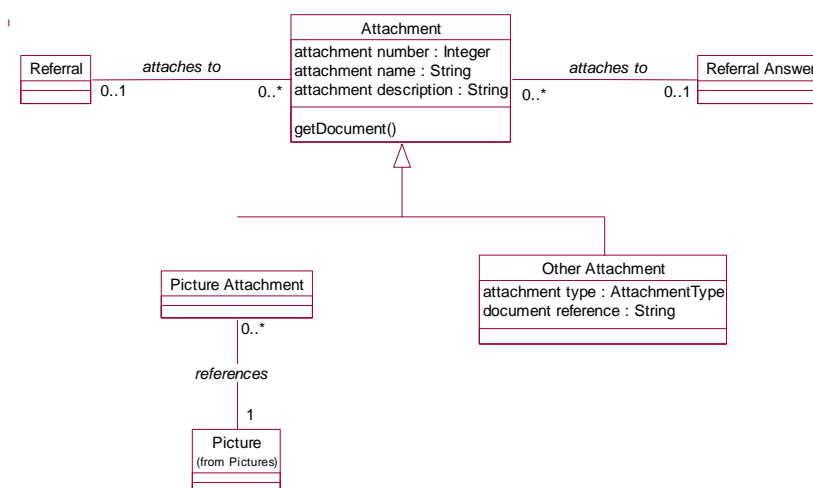 Attachment
attachment number : Integer
attachment name : String
attachment description : String
getDocument()
Referral
attaches to
0..1
0..*
attaches to
0..*
0..1
Referral Answer
Picture Attachment
0..*
references
1
Picture
(from Pictures)
Other Attachment
attachment type : AttachmentType
document reference : String